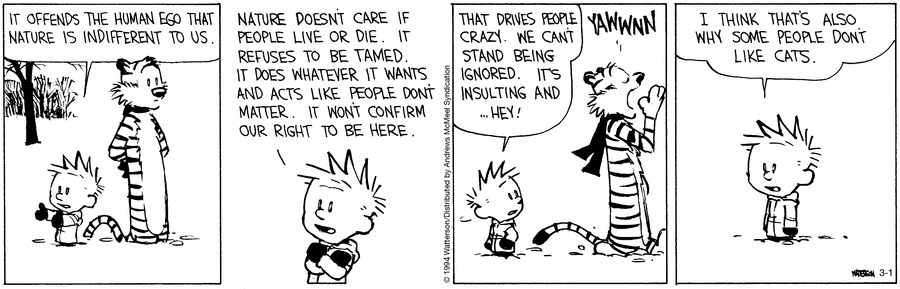 IT OFFENDS THE HUMAN EGO THAT
NATURE IS INDIFFERENT TO US.
NATURE DOESN'T CARE IF
PEOPLE LIVE OR DIE. IT
REFUSES TO BE TAMED.
IT DOES WHATEVER IT WANTS
AND ACTS LIKE PEOPLE DON'T
MATTER. IT WON'T CONFIRM
OUR RIGHT TO BE HERE.
© 1994 Watterson/Distributed by Andrews McMeel Syndication
THAT DRIVES PEOPLE
CRAZY. WE CAN'T
STAND BEING
IGNORED. IT'S
INSULTING AND
...HEY!
YAWWNN
I THINK THAT'S ALSO
WHY SOME PEOPLE DON'T
LIKE CATS.
WATTERSON 3-1